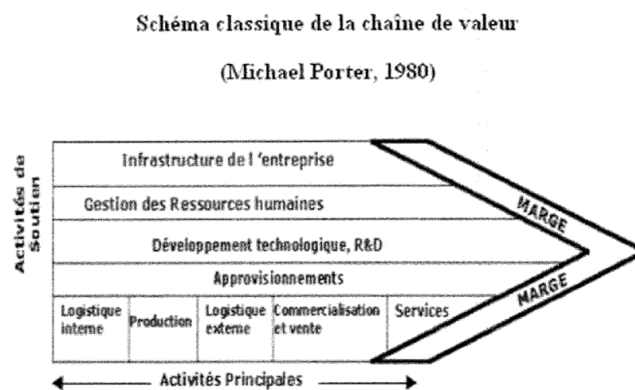 Schéma classique de la chaîne de valeur
(Michael Porter, 1980)
Activités de
Soutien
Infrastructure de l 'entreprise
Gestion des Ressources humaines
Développement technologique, R&D
Approvisionnements
Logistique
interne
Production
Logistique
externe
Commercialisation
et vente
Services
MARGE
MARGE
Activités Principales